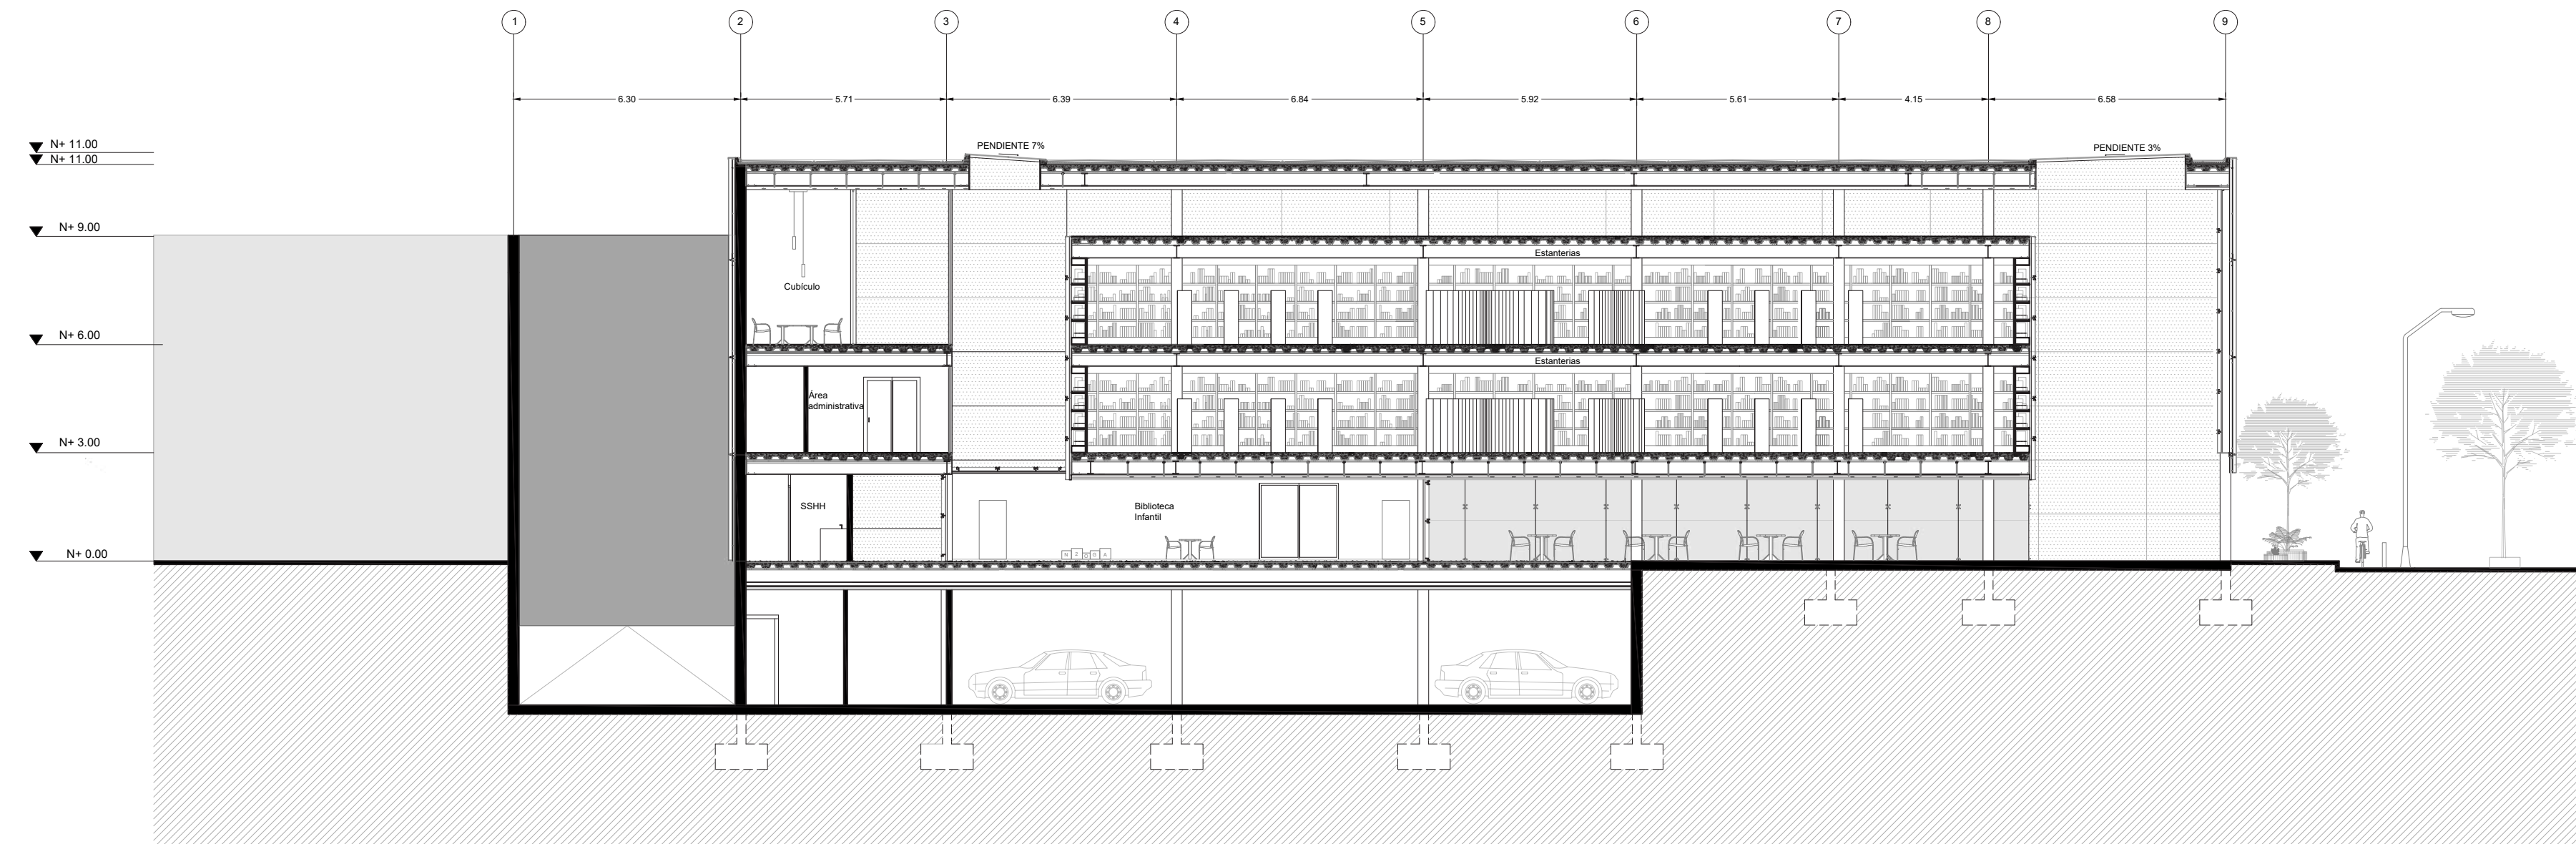 1
2
3
4
5
6
7
8
9
6.30
5.71
6.39
6.84
5.92
5.61
4.15
6.58
N+ 11.00
N+ 11.00
PENDIENTE 7%
PENDIENTE 3%
N+ 9.00
Estanterias
Cubículo
N+ 6.00
Estanterias
Área
administrativa
N+ 3.00
SSHH
Biblioteca
Infantil
N+ 0.00